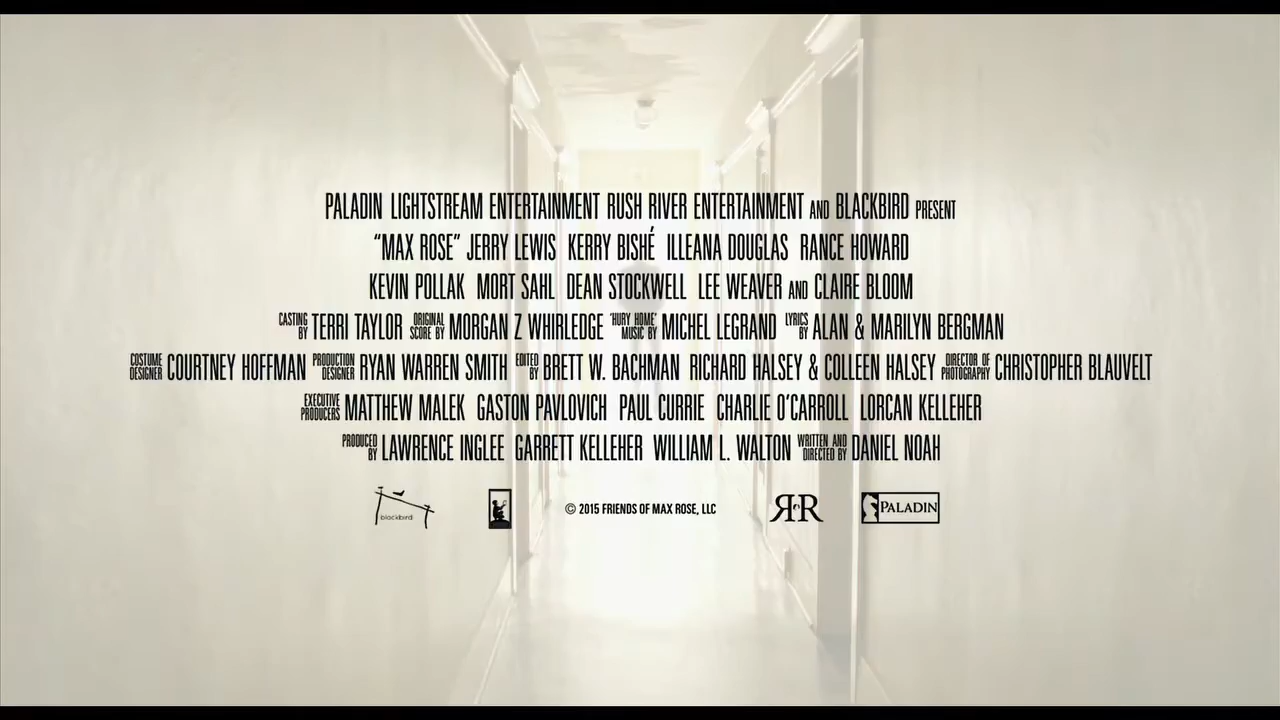 PALADIN LIGHTSTREAM ENTERTAINMENT RUSH RIVER ENTERTAINMENT AND BLACKBIRD PRESENT
“MAX ROSE” JERRY LEWIS KERRY BISHÉ ILLEANA DOUGLAS RANCE HOWARD
KEVIN POLLAK MORT SAHL DEAN STOCKWELL LEE WEAVER AND CLAIRE BLOOM
CASTING BY TERRI TAYLOR ORIGINAL SCORE BY MORGAN Z WHIRLEDGE ‘HURY HOME’ MUSIC BY MICHEL LEGRAND LYRICS BY ALAN & MARILYN BERGMAN
COSTUME DESIGNER COURTNEY HOFFMAN PRODUCTION DESIGNER RYAN WARREN SMITH EDITED BY BRETT W. BACHMAN RICHARD HALSEY & COLLEEN HALSEY DIRECTOR OF PHOTOGRAPHY CHRISTOPHER BLAUVELT
EXECUTIVE PRODUCERS MATTHEW MALEK GASTON PAVLOVICH PAUL CURRIE CHARLIE O’CARROLL LORCAN KELLEHER
PRODUCED BY LAWRENCE INGLEE GARRETT KELLEHER WILLIAM L. WALTON WRITTEN AND DIRECTED BY DANIEL NOAH
blackbird © 2015 FRIENDS OF MAX ROSE, LLC RR PALADIN